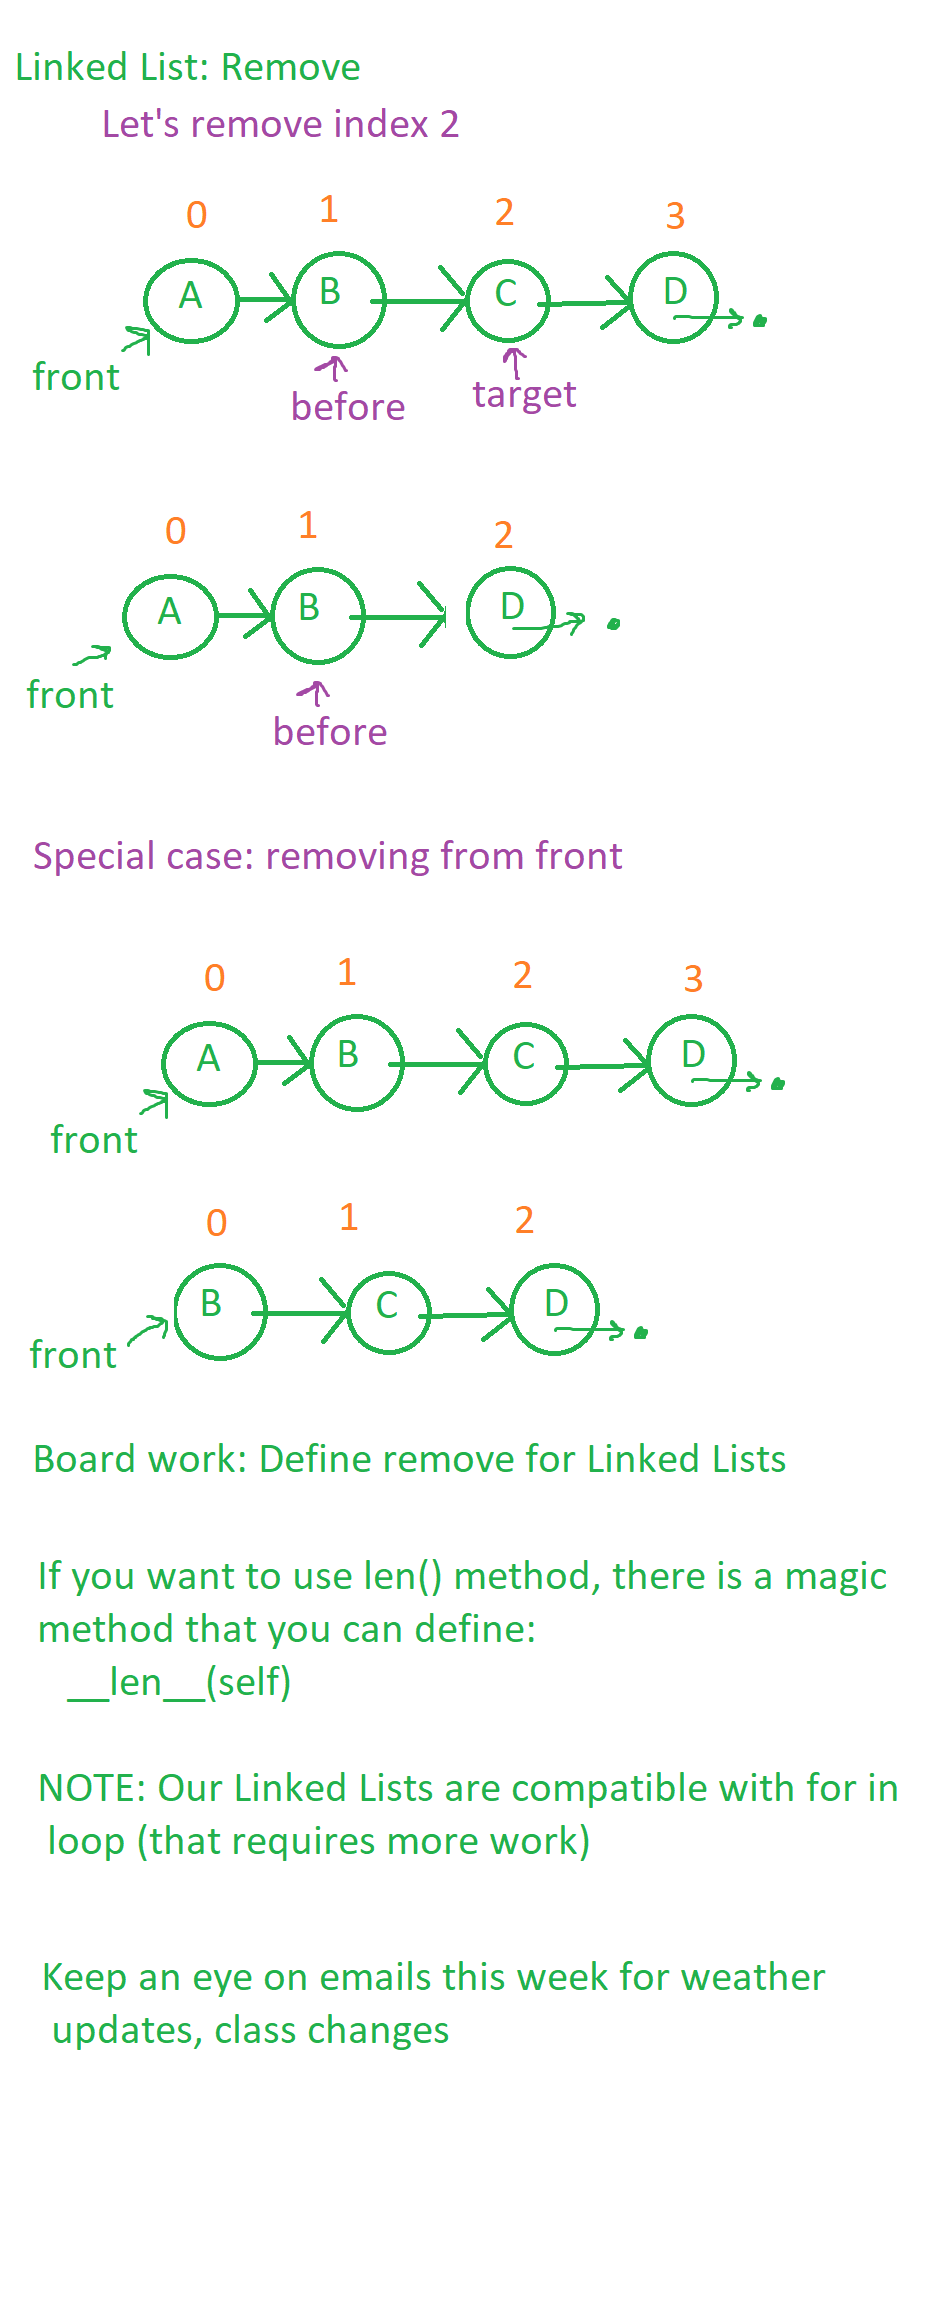 Linked List: Remove
Let's remove index 2
0 1 2 3
A B C D
front
before
target
0 1 2
A B D
front
before
Special case: removing from front
0 1 2 3
A B C D
front
0 1 2
B C D
front
Board work: Define remove for Linked Lists
If you want to use len() method, there is a magic
method that you can define:
__len__(self)
NOTE: Our Linked Lists are compatible with for in
loop (that requires more work)
Keep an eye on emails this week for weather
updates, class changes